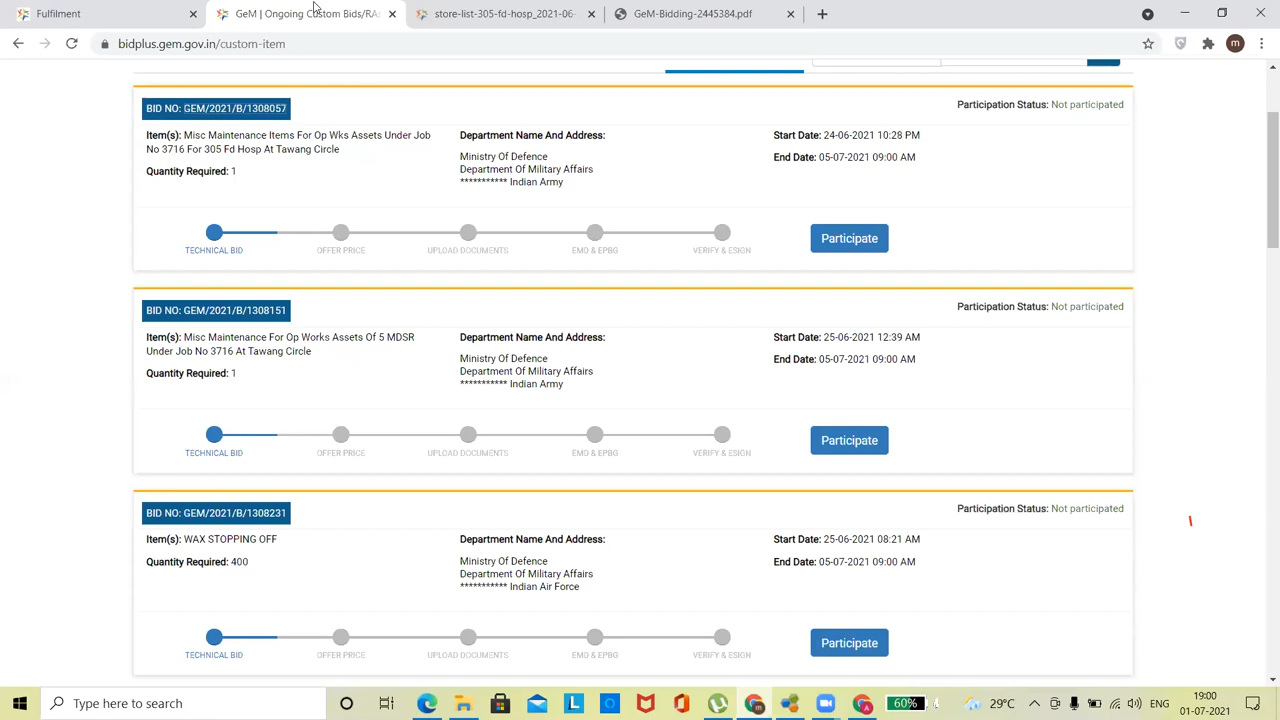 Fulfilment
GeM | Ongoing Custom Bids/RA
store-list-305-fd-hosp_2021-06-
GeM-Bidding-2445384.pdf
bidplus.gem.gov.in/custom-item
m
BID NO: GEM/2021/B/1308057
Participation Status: Not participated
Item(s): Misc Maintenance Items For Op Wks Assets Under Job
No 3716 For 305 Fd Hosp At Tawang Circle
Quantity Required: 1
Department Name And Address:
Ministry Of Defence
Department Of Military Affairs
*********** Indian Army
Start Date: 24-06-2021 10:28 PM
End Date: 05-07-2021 09:00 AM
TECHNICAL BID
OFFER PRICE
UPLOAD DOCUMENTS
EMD & EPBG
VERIFY & ESIGN
Participate
BID NO: GEM/2021/B/1308151
Participation Status: Not participated
Item(s): Misc Maintenance For Op Works Assets Of 5 MDSR
Under Job No 3716 At Tawang Circle
Quantity Required: 1
Department Name And Address:
Ministry Of Defence
Department Of Military Affairs
*********** Indian Army
Start Date: 25-06-2021 12:39 AM
End Date: 05-07-2021 09:00 AM
TECHNICAL BID
OFFER PRICE
UPLOAD DOCUMENTS
EMD & EPBG
VERIFY & ESIGN
Participate
BID NO: GEM/2021/B/1308231
Participation Status: Not participated
Item(s): WAX STOPPING OFF
Quantity Required: 400
Department Name And Address:
Ministry Of Defence
Department Of Military Affairs
*********** Indian Air Force
Start Date: 25-06-2021 08:21 AM
End Date: 05-07-2021 09:00 AM
TECHNICAL BID
OFFER PRICE
UPLOAD DOCUMENTS
EMD & EPBG
VERIFY & ESIGN
Participate
Type here to search
60%
29°C
ENG
19:00
01-07-2021